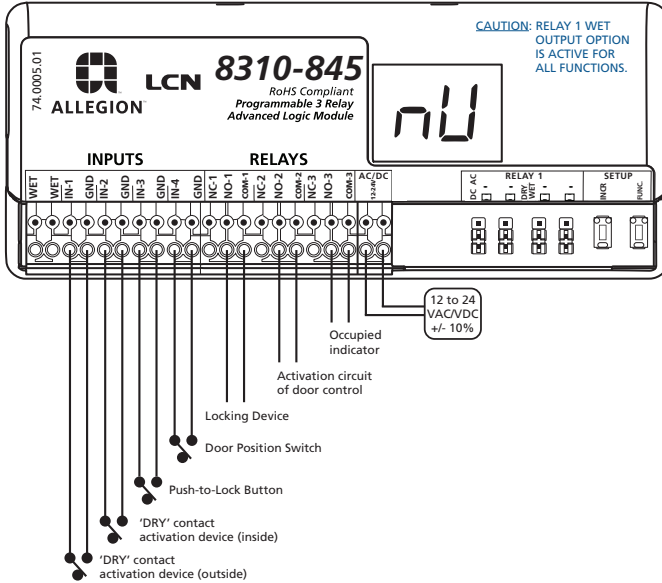 CAUTION: RELAY 1 WET
OUTPUT OPTION
IS ACTIVE FOR
ALL FUNCTIONS.
74.0005.01
ALLEGION
LCN
8310-845
RoHS Compliant
Programmable 3 Relay
Advanced Logic Module
nU
INPUTS
RELAYS
WET
WET
IN-1
GND
IN-2
GND
IN-3
GND
IN-4
GND
NC-1
NO-1
COM-1
NC-2
NO-2
COM-2
NC-3
NO-3
COM-3
AC/DC
12-24V
RELAY 1
DC AC
DRY
WET
SETUP
INCR
FUNC.
12 to 24
VAC/VDC
+/- 10%
Occupied
indicator
Activation circuit
of door control
Locking Device
Door Position Switch
Push-to-Lock Button
'DRY' contact
activation device (inside)
'DRY' contact
activation device (outside)